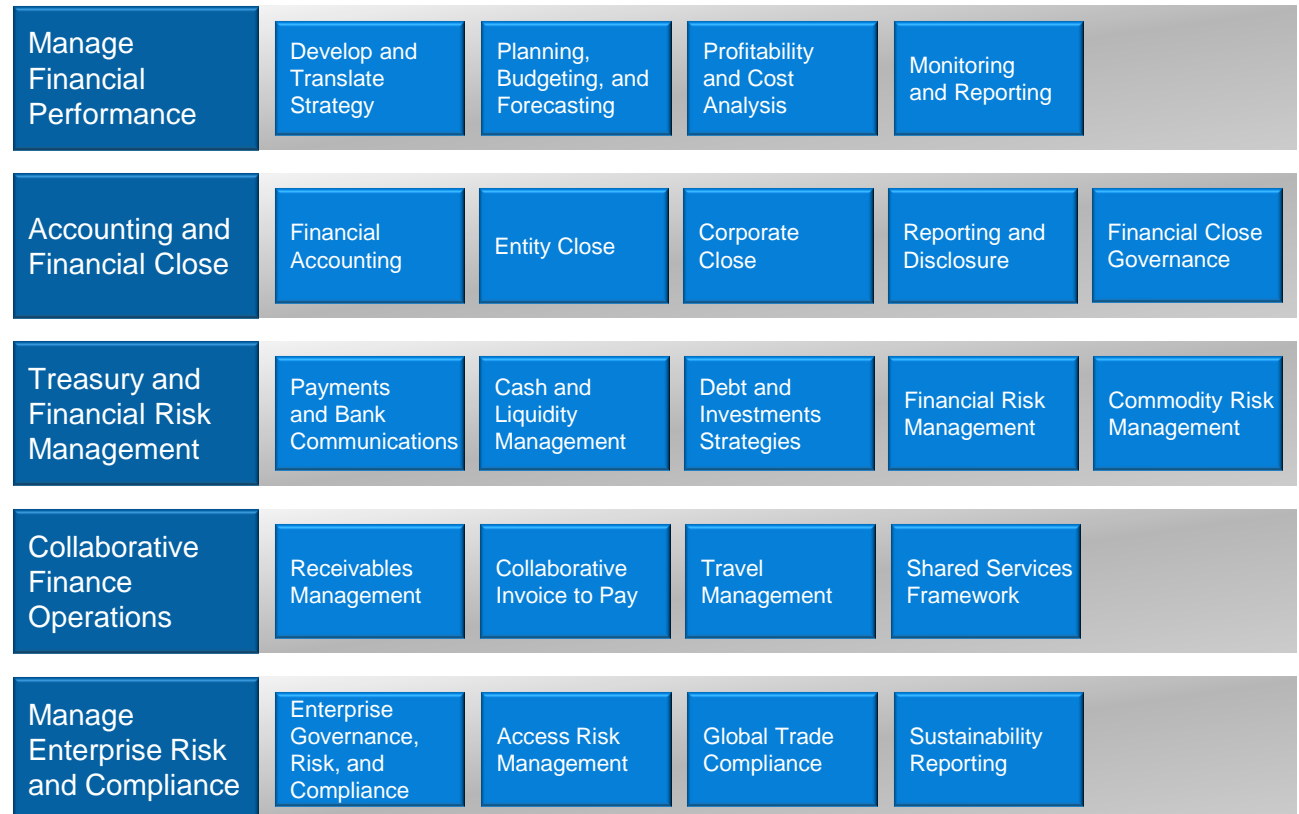 Manage
Financial
Performance
Develop and
Translate
Strategy
Planning,
Budgeting, and
Forecasting
Profitability
and Cost
Analysis
Monitoring
and Reporting
Accounting and
Financial Close
Financial
Accounting
Entity Close
Corporate
Close
Reporting and
Disclosure
Financial Close
Governance
Treasury and
Financial Risk
Management
Payments
and Bank
Communications
Cash and
Liquidity
Management
Debt and
Investments
Strategies
Financial Risk
Management
Commodity Risk
Management
Collaborative
Finance
Operations
Receivables
Management
Collaborative
Invoice to Pay
Travel
Management
Shared Services
Framework
Manage
Enterprise Risk
and Compliance
Enterprise
Governance,
Risk, and
Compliance
Access Risk
Management
Global Trade
Compliance
Sustainability
Reporting